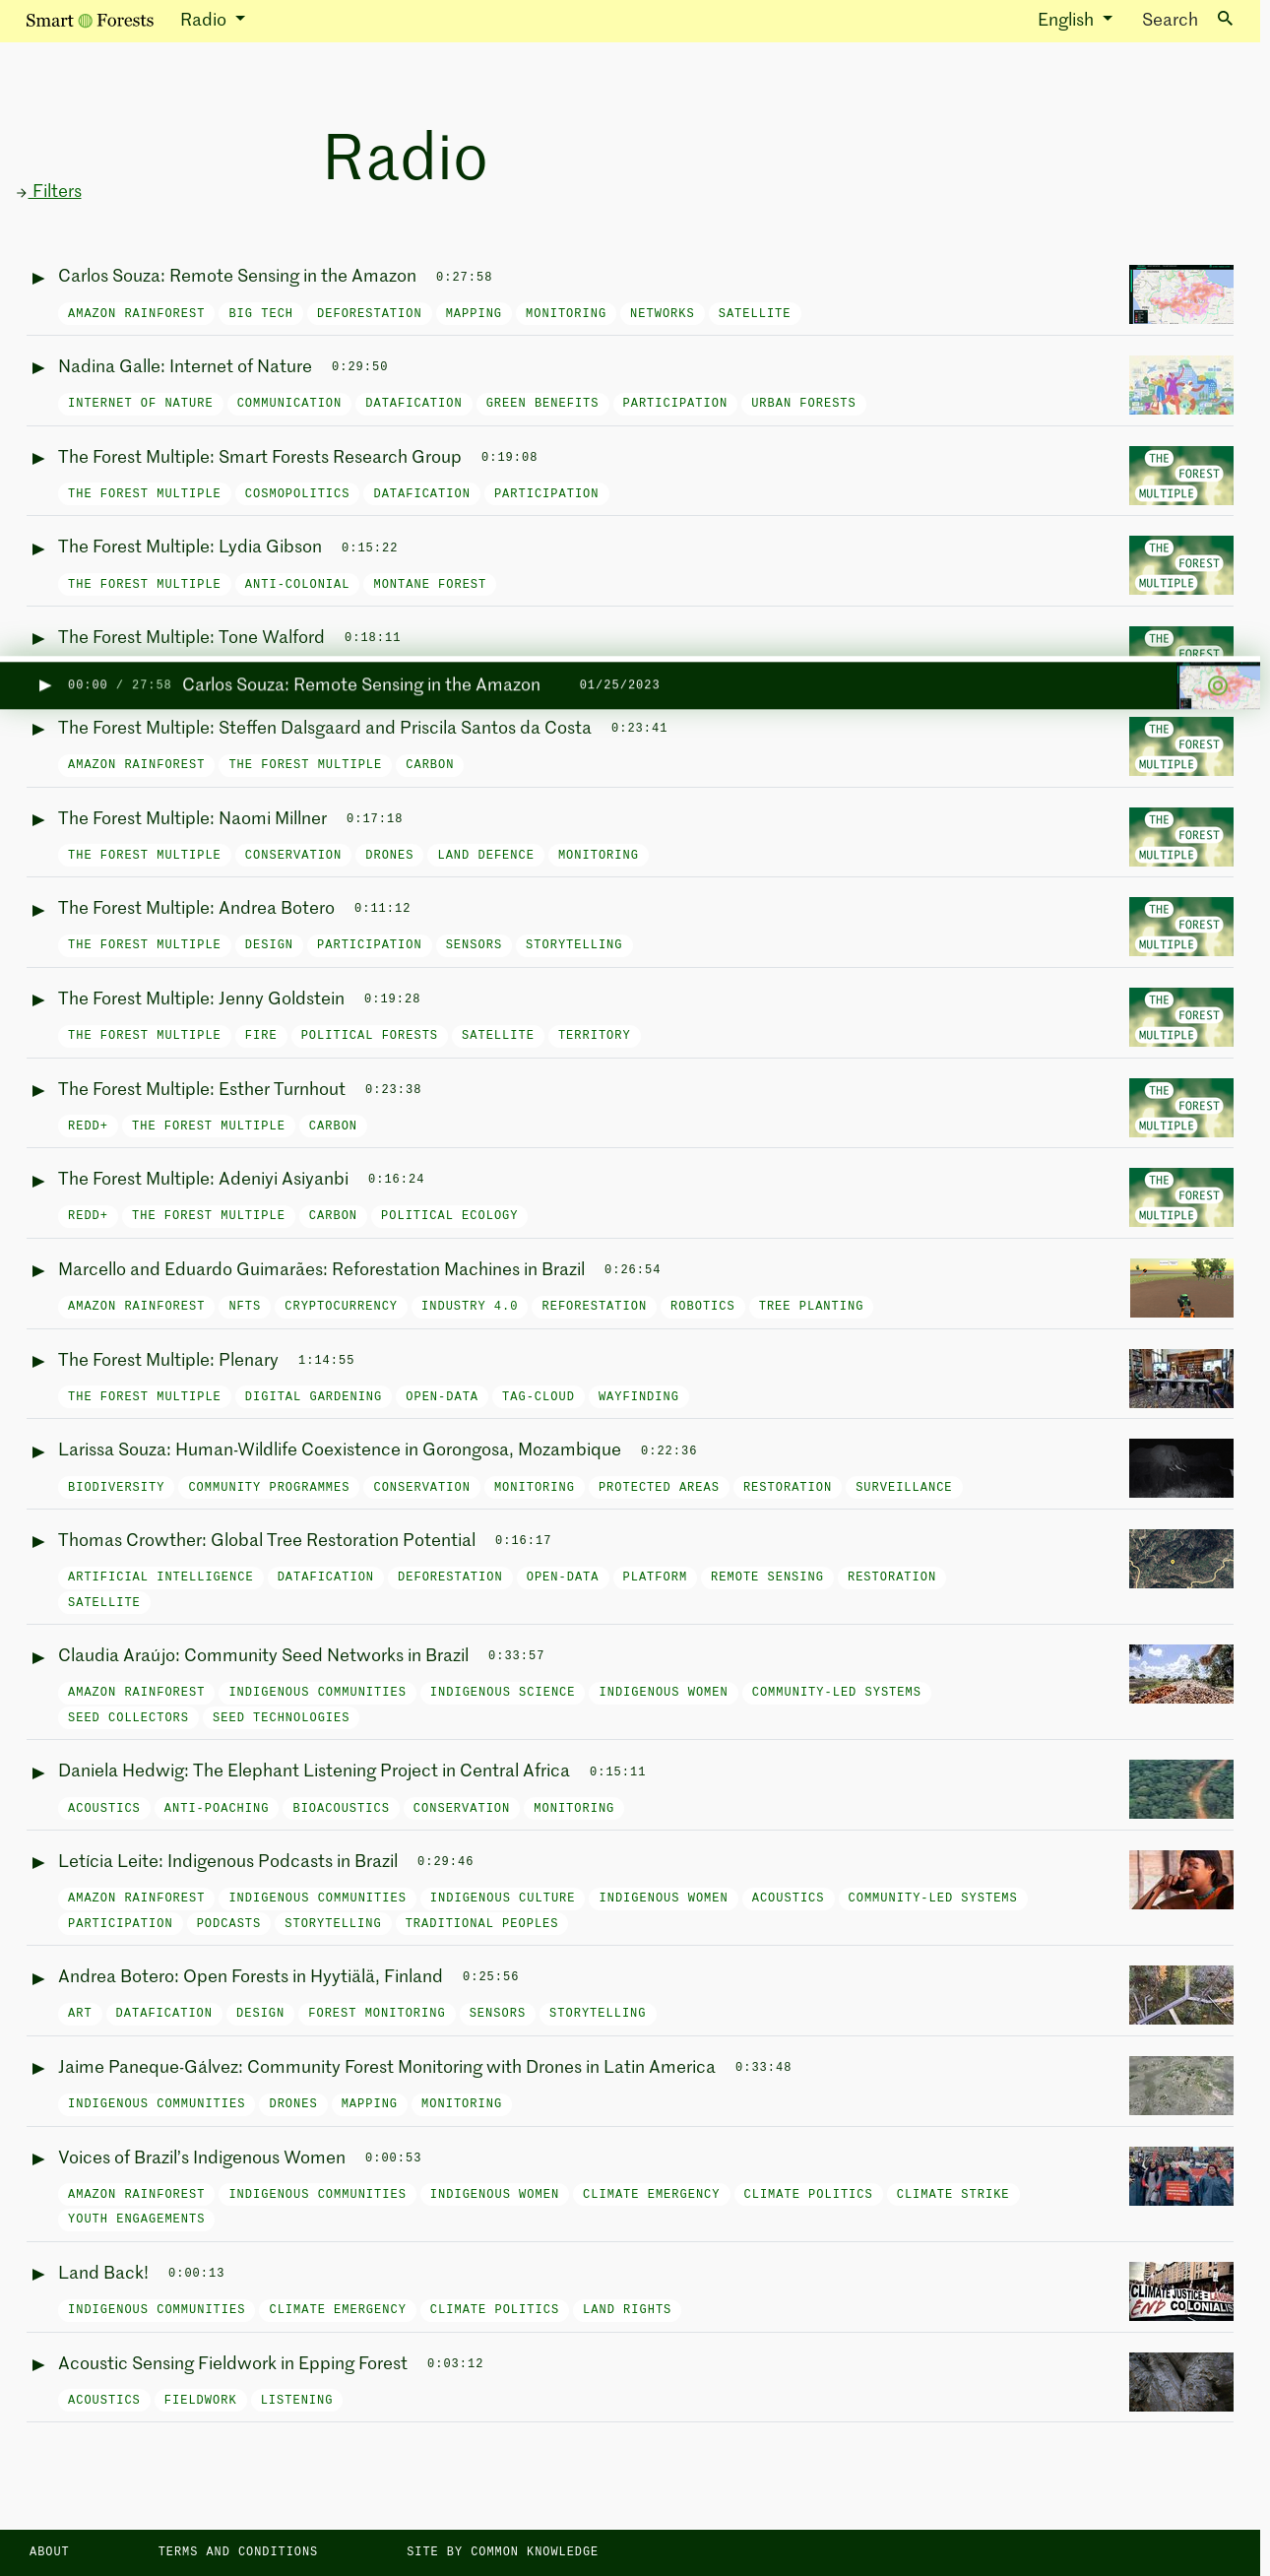 Smart Forests Radio English Search
Radio
→ Filters
Carlos Souza: Remote Sensing in the Amazon 0:27:58
AMAZON RAINFOREST BIG TECH DEFORESTATION MAPPING MONITORING NETWORKS SATELLITE
Nadina Galle: Internet of Nature 0:29:50
INTERNET OF NATURE COMMUNICATION DATAFICATION GREEN BENEFITS PARTICIPATION URBAN FORESTS
The Forest Multiple: Smart Forests Research Group 0:19:08
THE FOREST MULTIPLE COSMOPOLITICS DATAFICATION PARTICIPATION
THE
FOREST
MULTIPLE
The Forest Multiple: Lydia Gibson 0:15:22
THE FOREST MULTIPLE ANTI-COLONIAL MONTANE FOREST
THE
FOREST
MULTIPLE
The Forest Multiple: Tone Walford 0:18:11
THE
FOREST
00:00 / 27:58 Carlos Souza: Remote Sensing in the Amazon 01/25/2023
The Forest Multiple: Steffen Dalsgaard and Priscila Santos da Costa 0:23:41
AMAZON RAINFOREST THE FOREST MULTIPLE CARBON
THE
FOREST
MULTIPLE
The Forest Multiple: Naomi Millner 0:17:18
THE FOREST MULTIPLE CONSERVATION DRONES LAND DEFENCE MONITORING
THE
FOREST
MULTIPLE
The Forest Multiple: Andrea Botero 0:11:12
THE FOREST MULTIPLE DESIGN PARTICIPATION SENSORS STORYTELLING
THE
FOREST
MULTIPLE
The Forest Multiple: Jenny Goldstein 0:19:28
THE FOREST MULTIPLE FIRE POLITICAL FORESTS SATELLITE TERRITORY
THE
FOREST
MULTIPLE
The Forest Multiple: Esther Turnhout 0:23:38
REDD+ THE FOREST MULTIPLE CARBON
THE
FOREST
MULTIPLE
The Forest Multiple: Adeniyi Asiyanbi 0:16:24
REDD+ THE FOREST MULTIPLE CARBON POLITICAL ECOLOGY
THE
FOREST
MULTIPLE
Marcello and Eduardo Guimarães: Reforestation Machines in Brazil 0:26:54
AMAZON RAINFOREST NFTS CRYPTOCURRENCY INDUSTRY 4.0 REFORESTATION ROBOTICS TREE PLANTING
The Forest Multiple: Plenary 1:14:55
THE FOREST MULTIPLE DIGITAL GARDENING OPEN-DATA TAG-CLOUD WAYFINDING
Larissa Souza: Human-Wildlife Coexistence in Gorongosa, Mozambique 0:22:36
BIODIVERSITY COMMUNITY PROGRAMMES CONSERVATION MONITORING PROTECTED AREAS RESTORATION SURVEILLANCE
Thomas Crowther: Global Tree Restoration Potential 0:16:17
ARTIFICIAL INTELLIGENCE DATAFICATION DEFORESTATION OPEN-DATA PLATFORM REMOTE SENSING RESTORATION
SATELLITE
Claudia Araújo: Community Seed Networks in Brazil 0:33:57
AMAZON RAINFOREST INDIGENOUS COMMUNITIES INDIGENOUS SCIENCE INDIGENOUS WOMEN COMMUNITY-LED SYSTEMS
SEED COLLECTORS SEED TECHNOLOGIES
Daniela Hedwig: The Elephant Listening Project in Central Africa 0:15:11
ACOUSTICS ANTI-POACHING BIOACOUSTICS CONSERVATION MONITORING
Letícia Leite: Indigenous Podcasts in Brazil 0:29:46
AMAZON RAINFOREST INDIGENOUS COMMUNITIES INDIGENOUS CULTURE INDIGENOUS WOMEN ACOUSTICS COMMUNITY-LED SYSTEMS
PARTICIPATION PODCASTS STORYTELLING TRADITIONAL PEOPLES
Andrea Botero: Open Forests in Hyytiälä, Finland 0:25:56
ART DATAFICATION DESIGN FOREST MONITORING SENSORS STORYTELLING
Jaime Paneque-Gálvez: Community Forest Monitoring with Drones in Latin America 0:33:48
INDIGENOUS COMMUNITIES DRONES MAPPING MONITORING
Voices of Brazil’s Indigenous Women 0:00:53
AMAZON RAINFOREST INDIGENOUS COMMUNITIES INDIGENOUS WOMEN CLIMATE EMERGENCY CLIMATE POLITICS CLIMATE STRIKE
YOUTH ENGAGEMENTS
Land Back! 0:00:13
INDIGENOUS COMMUNITIES CLIMATE EMERGENCY CLIMATE POLITICS LAND RIGHTS
CLIMATE JUSTICE =
END COLONIALIS
Acoustic Sensing Fieldwork in Epping Forest 0:03:12
ACOUSTICS FIELDWORK LISTENING
ABOUT TERMS AND CONDITIONS SITE BY COMMON KNOWLEDGE